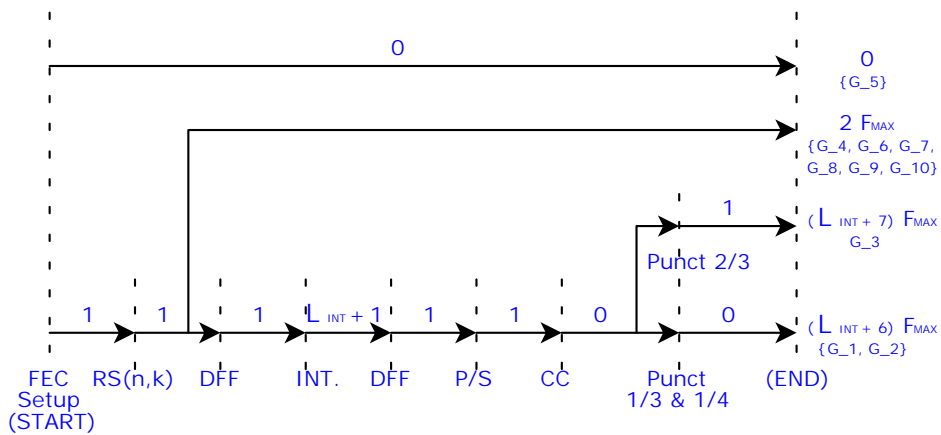 0
0
{G_5}
2 FMAX
{G_4, G_6, G_7,
G_8, G_9, G_10}
1
(L INT + 7) FMAX
G_3
Punct 2/3
1 1 1 L INT + 1 1 1 0 0
(L INT + 6) FMAX
{G_1, G_2}
FEC RS(n,k) DFF INT. DFF P/S CC Punct (END)
Setup 1/3 & 1/4
(START)